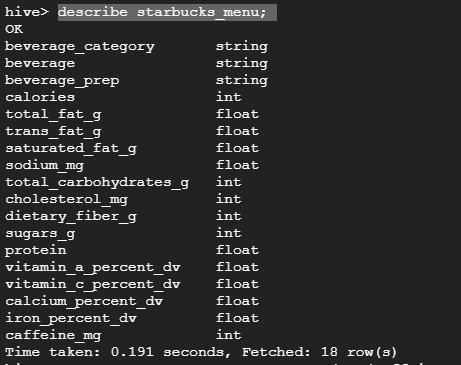 hive> describe starbucks_menu;
OK
beverage_category string
beverage string
beverage_prep string
calories int
total_fat_g float
trans_fat_g float
saturated_fat_g float
sodium_mg float
total_carbohydrates_g int
cholesterol_mg int
dietary_fiber_g int
sugars_g int
protein float
vitamin_a_percent_dv float
vitamin_c_percent_dv float
calcium_percent_dv float
iron_percent_dv float
caffeine_mg int
Time taken: 0.191 seconds, Fetched: 18 row(s)